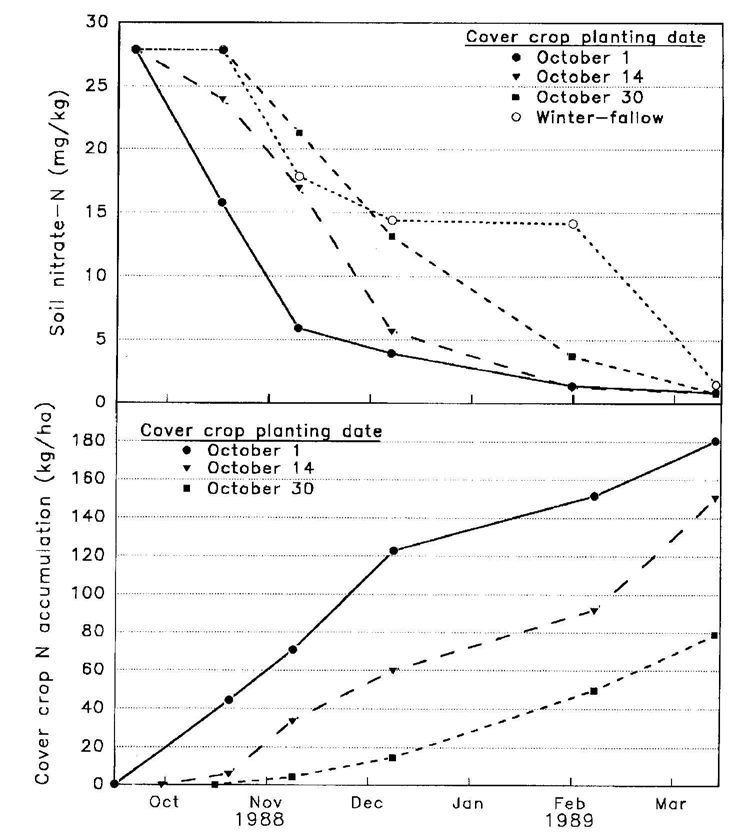 30
25
20
15
10
5
0
Soil nitrate-N (mg/kg)
Cover crop planting date
October 1
October 14
October 30
Winter-fallow
180
160
140
120
100
80
60
40
20
0
Cover crop N accumulation (kg/ha)
Cover crop planting date
October 1
October 14
October 30
Oct Nov Dec Jan Feb Mar
1988 1989